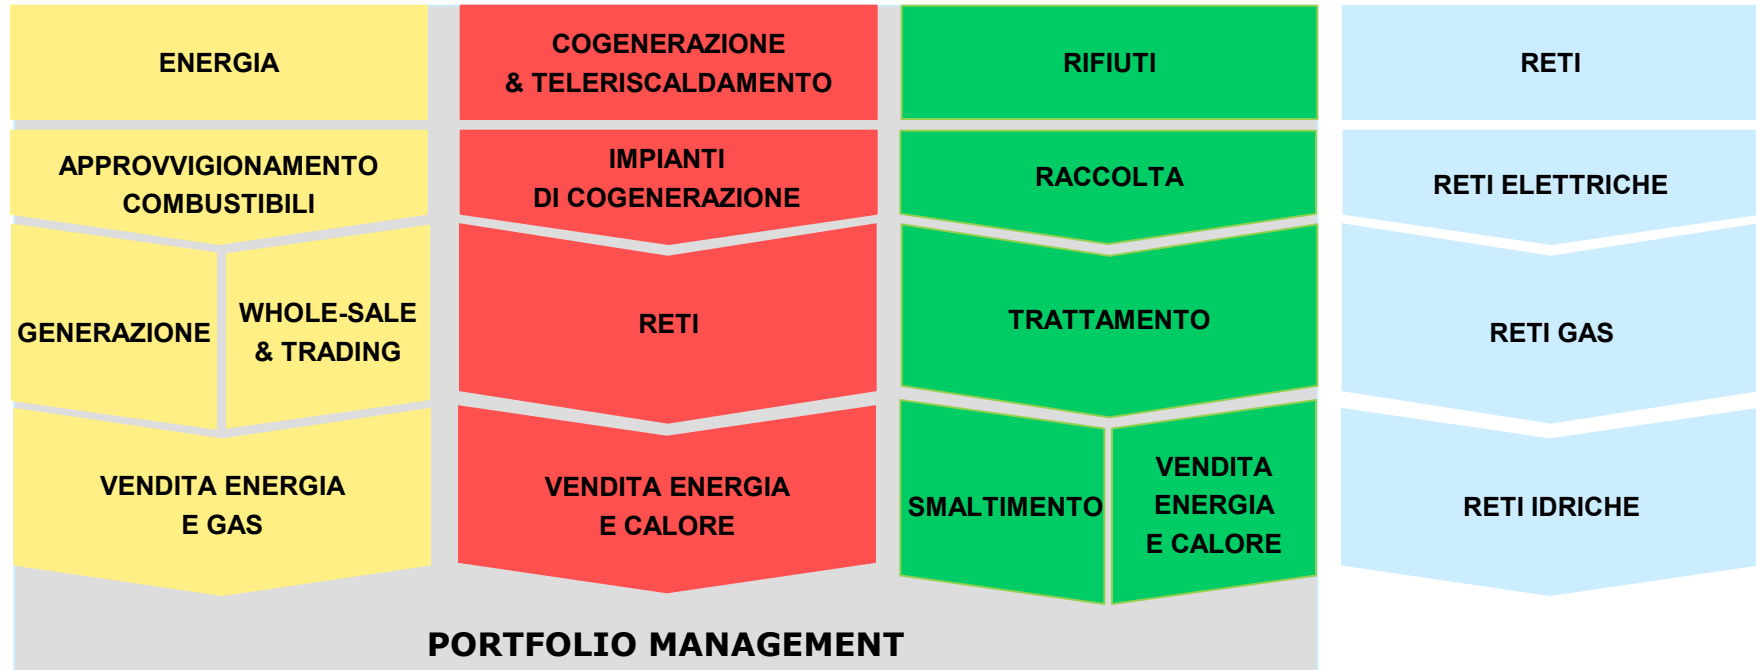 ENERGIA
COGENERAZIONE
& TELERISCALDAMENTO
RIFIUTI
RETI
APPROVVIGIONAMENTO
COMBUSTIBILI
IMPIANTI
DI COGENERAZIONE
RACCOLTA
RETI ELETTRICHE
GENERAZIONE
WHOLE-SALE
& TRADING
RETI
TRATTAMENTO
RETI GAS
VENDITA ENERGIA
E GAS
VENDITA ENERGIA
E CALORE
SMALTIMENTO
VENDITA
ENERGIA
E CALORE
RETI IDRICHE
PORTFOLIO MANAGEMENT